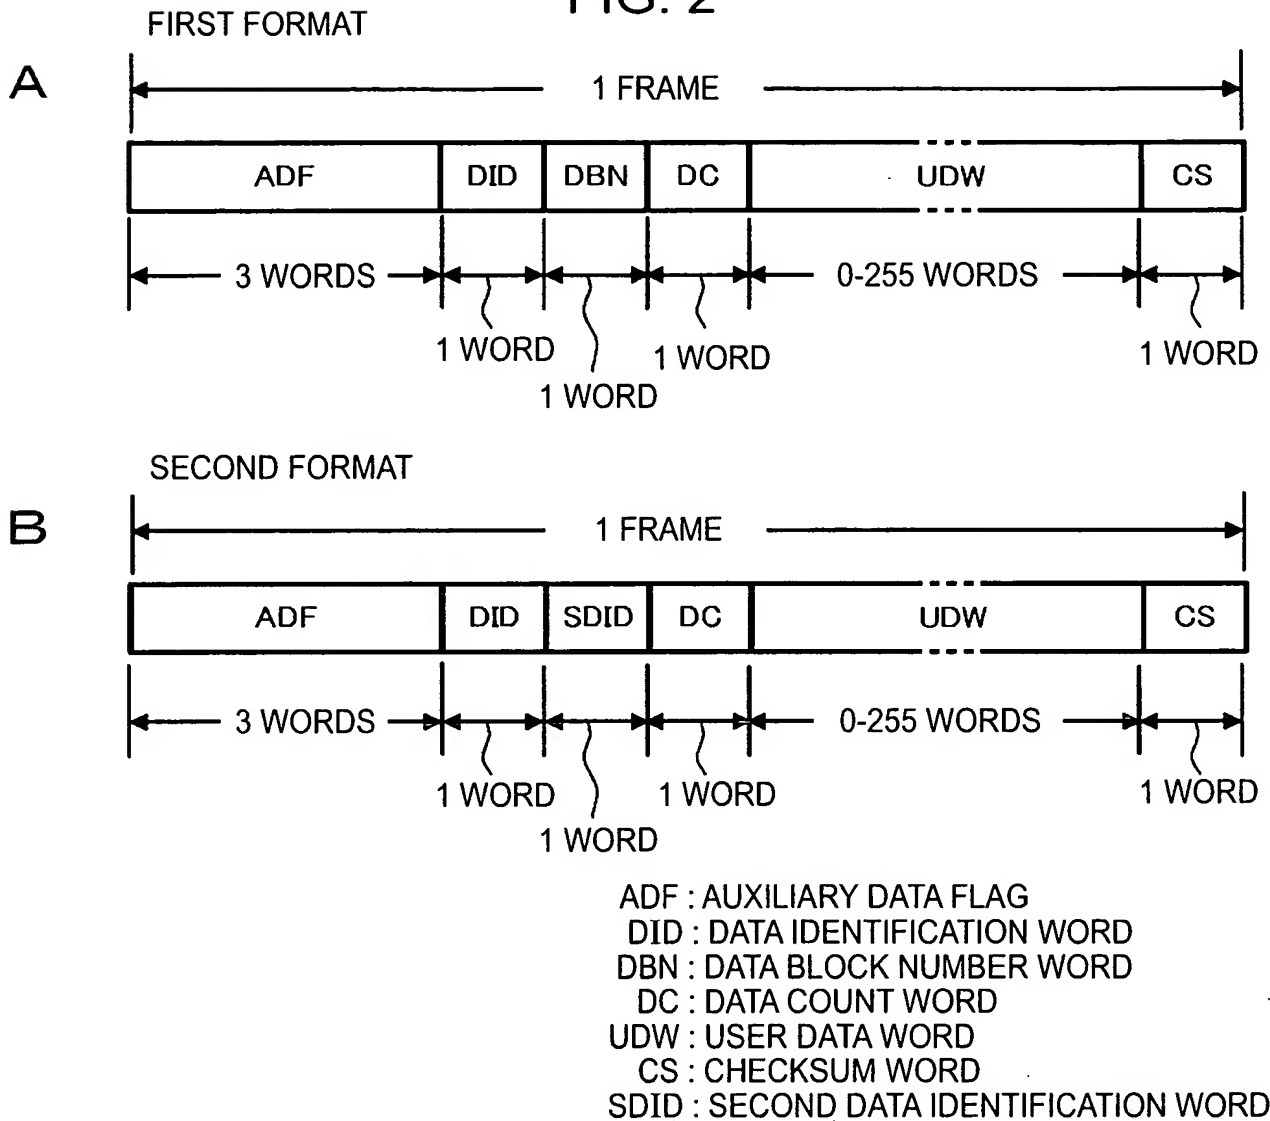 FIG. 2
FIRST FORMAT
A
1 FRAME
ADF DID DBN DC UDW CS
3 WORDS 0-255 WORDS
1 WORD 1 WORD 1 WORD
1 WORD
SECOND FORMAT
B
1 FRAME
ADF DID SDID DC UDW CS
3 WORDS 0-255 WORDS
1 WORD 1 WORD 1 WORD
1 WORD
ADF : AUXILIARY DATA FLAG
DID : DATA IDENTIFICATION WORD
DBN : DATA BLOCK NUMBER WORD
DC : DATA COUNT WORD
UDW : USER DATA WORD
CS : CHECKSUM WORD
SDID : SECOND DATA IDENTIFICATION WORD